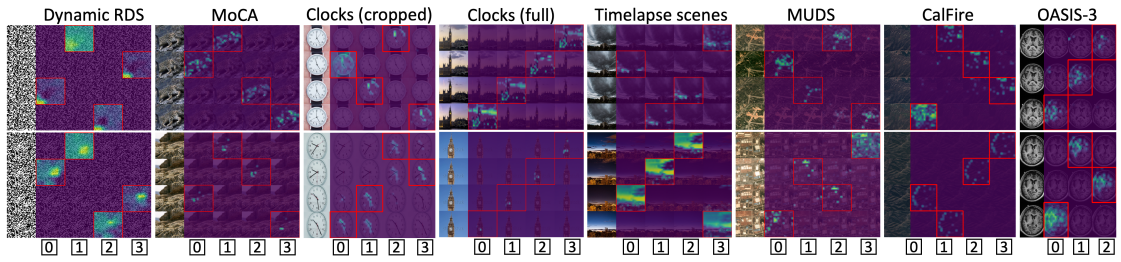 Dynamic RDS MoCA Clocks (cropped) Clocks (full) Timelapse scenes MUDS CalFire OASIS-3
0 1 2 3 0 1 2 3 0 1 2 3 0 1 2 3 0 1 2 3 0 1 2 3 0 1 2 3 0 1 2